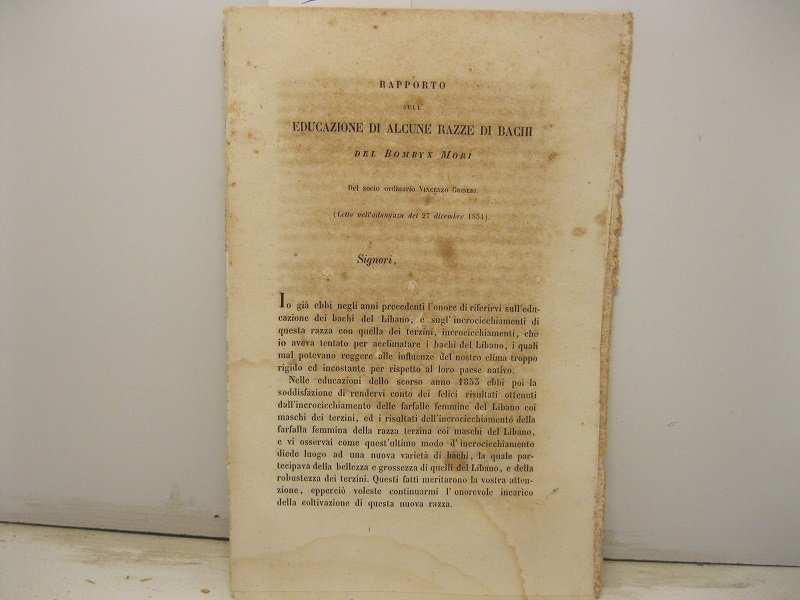 RAPPORTO
SULL'
EDUCAZIONE DI ALCUNE RAZZE DI BACHI
DEL BOMBYX MORI
Del socio ordinario VINCENZO GRISERI.
(Letto nell'adunanza del 27 dicembre 1854)
Signori,
Io già ebbi negli anni precedenti l'onore di riferirvi sull'edu-
cazione dei bachi del Libano, e sugl'incrocicchiamenti di
questa razza con quella dei terzini, incrocicchiamenti, che
io aveva tentato per acclimatare i bachi del Libano, i quali
mal potevano reggere alle influenze del nostro clima troppo
rigido ed incostante per rispetto al loro paese nativo.
Nelle educazioni dello scorso anno 1853 ebbi poi la
soddisfazione di rendervi conto dei felici risultati ottenuti
dall'incrocicchiamento delle farfalle femmine del Libano coi
maschi dei terzini, ed i risultati dell'incrocicchiamento della
farfalla femmina della razza terzina coi maschi del Libano,
e vi osservai come quest'ultimo modo d'incrocicchiamento
diede luogo ad una nuova varietà di bachi, la quale par-
tecipava della bellezza e grossezza di quelli del Libano, e della
robustezza dei terzini. Questi fatti meritarono la vostra atten-
zione, epperciò voleste continuarmi l'onorevole incarico
della coltivazione di questa nuova razza.